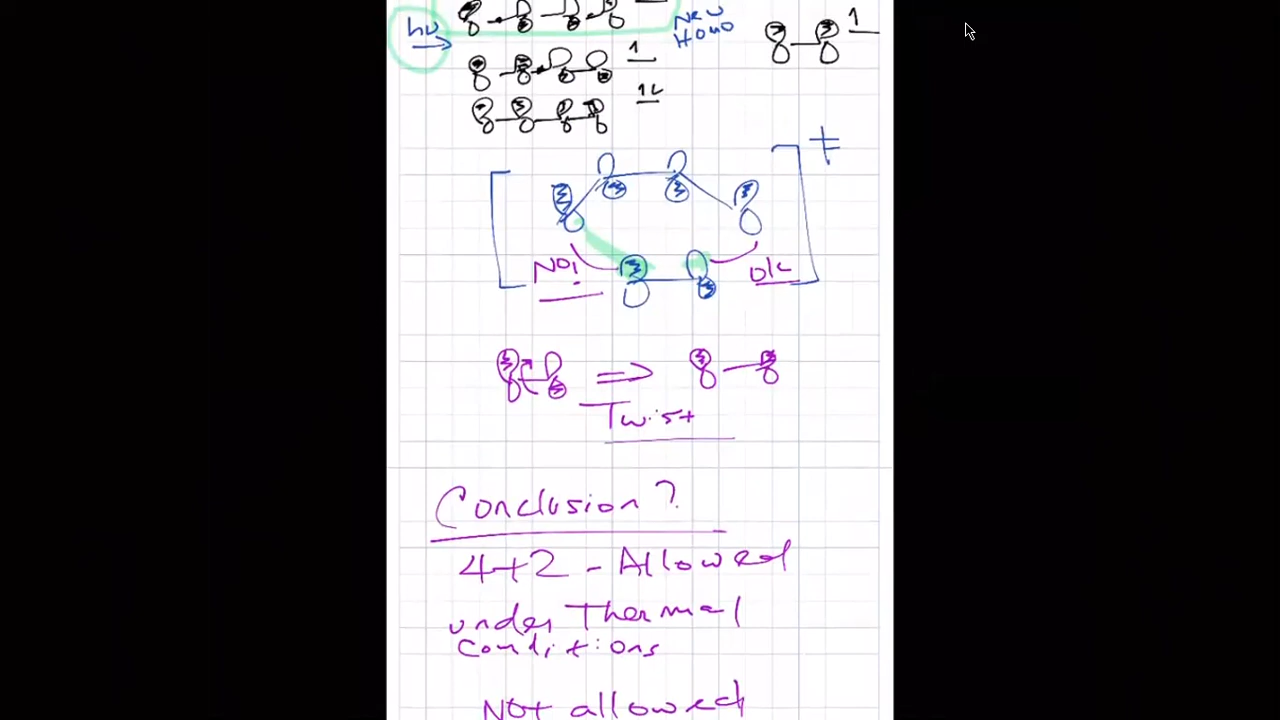 hν
New
Homo
1
1
1L
‡
NO!
OK
⇒
Twist
Conclusion?
4+2 - Allowed
under Thermal
conditions
Not allowed